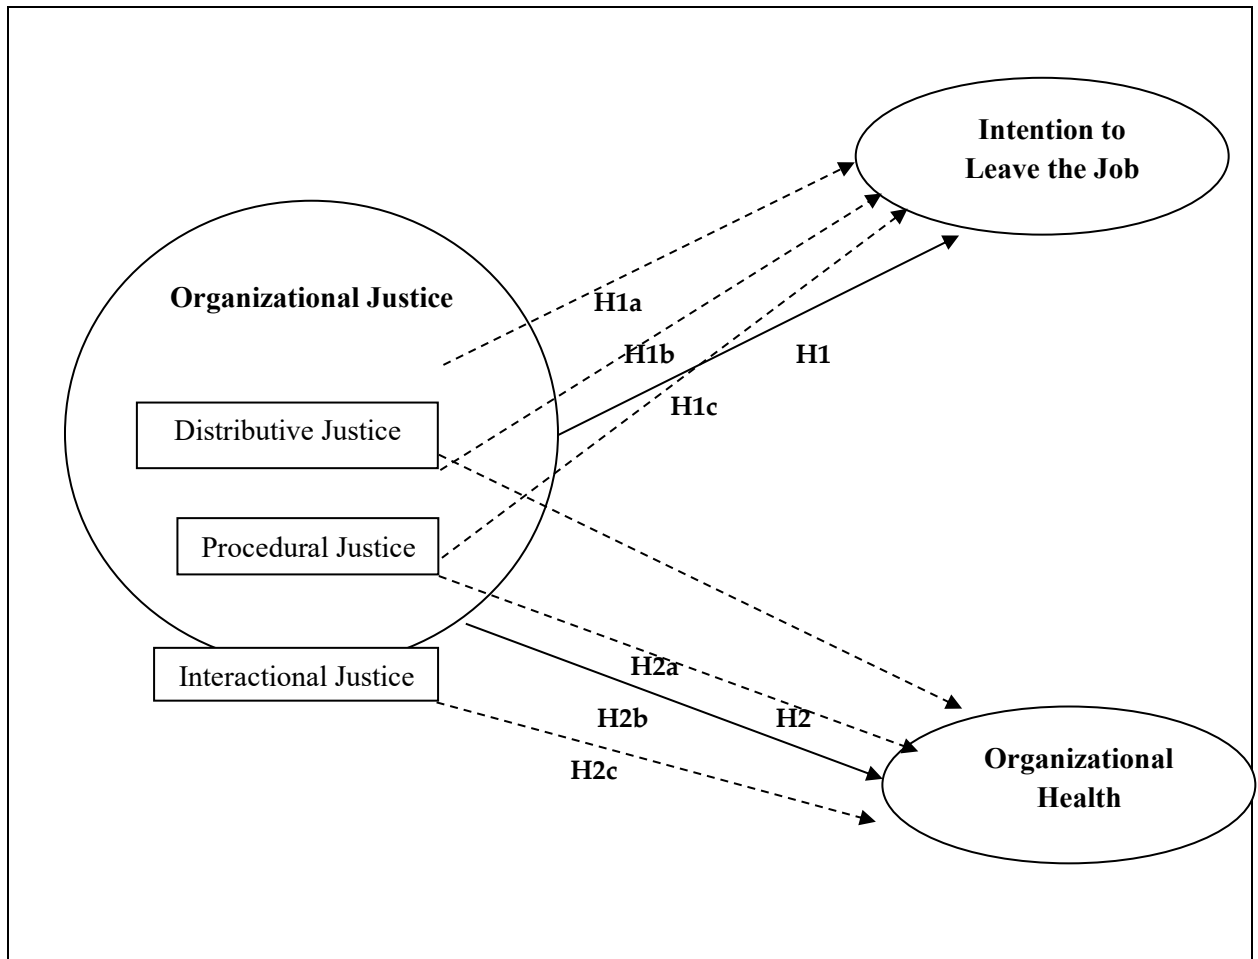 Intention to
Leave the Job
Organizational Justice
H1a
H1b
H1
H1c
Distributive Justice
Procedural Justice
Interactional Justice
H2a
H2b
H2
H2c
Organizational
Health